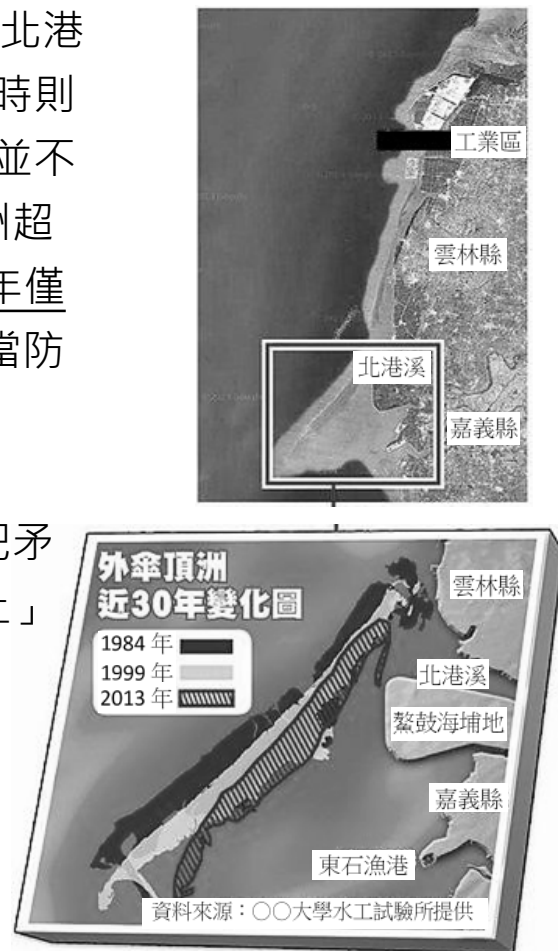 北港
時則
並不
超
年僅
當防
工業區
雲林縣
北港溪
嘉義縣
外傘頂洲
近30年變化圖
1984 年
1999 年
2013 年
雲林縣
北港溪
鰲鼓海埔地
嘉義縣
東石漁港
資料來源：○○大學水工試驗所提供